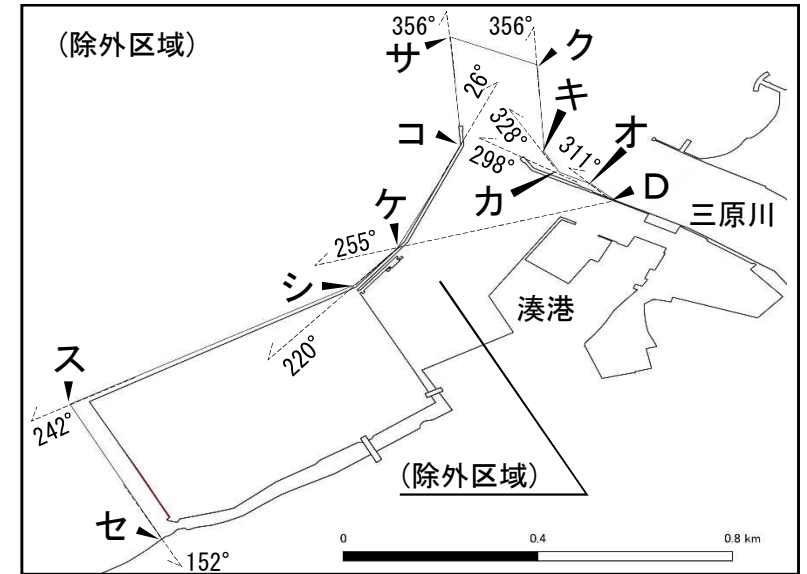 (除外区域)
356°
356°
サ
ク
26°
キ
328°
コ
311°
オ
298°
カ
D
三原川
ケ
255°
シ
湊港
220°
ス
242°
(除外区域)
セ
152°
0
0.4
0.8 km